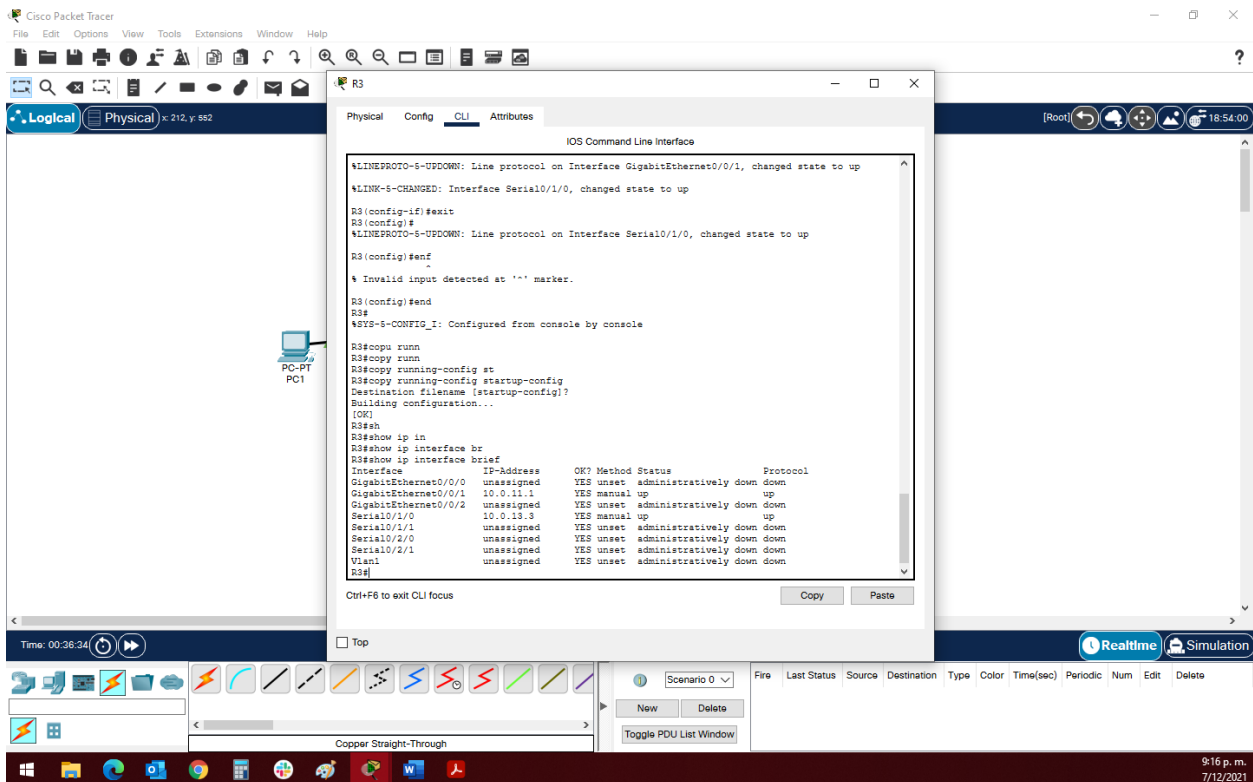 Cisco Packet Tracer
File Edit Options View Tools Extensions Window Help
?
R3
Logical Physical x: 212, y: 552
[Root] 18:54:00
Physical Config CLI Attributes
IOS Command Line Interface
%LINEPROTO-5-UPDOWN: Line protocol on Interface GigabitEthernet0/0/1, changed state to up
%LINK-5-CHANGED: Interface Serial0/1/0, changed state to up
R3(config-if)#exit
R3(config)#
%LINEPROTO-5-UPDOWN: Line protocol on Interface Serial0/1/0, changed state to up
R3(config)#enf
^
% Invalid input detected at '^' marker.
R3(config)#end
R3#
%SYS-5-CONFIG_I: Configured from console by console
R3#copu runn
R3#copy runn
R3#copy running-config st
R3#copy running-config startup-config
Destination filename [startup-config]?
Building configuration...
[OK]
R3#sh
R3#show ip in
R3#show ip interface br
R3#show ip interface brief
Interface IP-Address OK? Method Status Protocol
GigabitEthernet0/0/0 unassigned YES unset administratively down down
GigabitEthernet0/0/1 10.0.11.1 YES manual up up
GigabitEthernet0/0/2 unassigned YES unset administratively down down
Serial0/1/0 10.0.13.3 YES manual up up
Serial0/1/1 unassigned YES unset administratively down down
Serial0/2/0 unassigned YES unset administratively down down
Serial0/2/1 unassigned YES unset administratively down down
Vlan1 unassigned YES unset administratively down down
R3#
PC-PT
PC1
Ctrl+F6 to exit CLI focus
Copy Paste
Top
Time: 00:36:34
Realtime Simulation
Scenario 0
New Delete
Toggle PDU List Window
Fire Last Status Source Destination Type Color Time(sec) Periodic Num Edit Delete
Copper Straight-Through
9:16 p. m.
7/12/2021